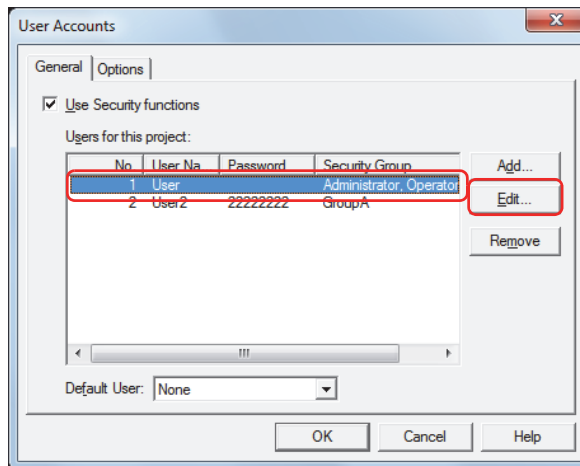 User Accounts
General Options
Use Security functions
Users for this project:
No. User Na... Password Security Group
1 User Administrator, Operator
2 User2 22222222 GroupA
Add...
Edit...
Remove
Default User: None
OK Cancel Help